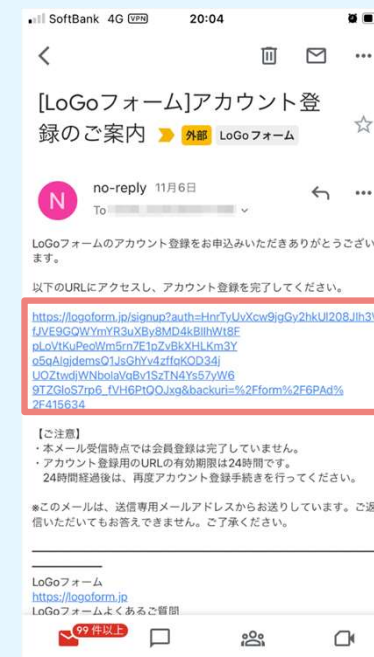 SoftBank 4G VPN 20:04
[LoGoフォーム]アカウント登
録のご案内 外部 LoGoフォーム
N
no-reply 11月6日
To
LoGoフォームのアカウント登録をお申込みいただきありがとうござい
ます。
以下のURLにアクセスし、アカウント登録を完了してください。
https://logoform.jp/signup?auth=HnrTyUvXcw9jgGy2hkUl208Jlh3V
fJVE9GQWYmYR3uXBy8MD4kBIIhWt8F
pLoVtKuPeoWm5rn7E1pZvBkXHLKm3Y
o5qAlgjdemsQ1JsGhYv4zffqKOD34j
UOZtwdjWNbolaVqBv1SzTN4Ys57yW6
9TZGloS7rp6_fVH6PtQOJxg&backuri=%2Fform%2F6PAd%
2F415634
【ご注意】
・本メール受信時点では会員登録は完了していません。
・アカウント登録用のURLの有効期限は24時間です。
24時間経過後は、再度アカウント登録手続きを行ってください。
※このメールは、送信専用メールアドレスからお送りしています。ご返
信いただいてもお答えできません。ご了承ください。
LoGoフォーム
https://logoform.jp
LoGoフォームよくあるご質問
99件以上